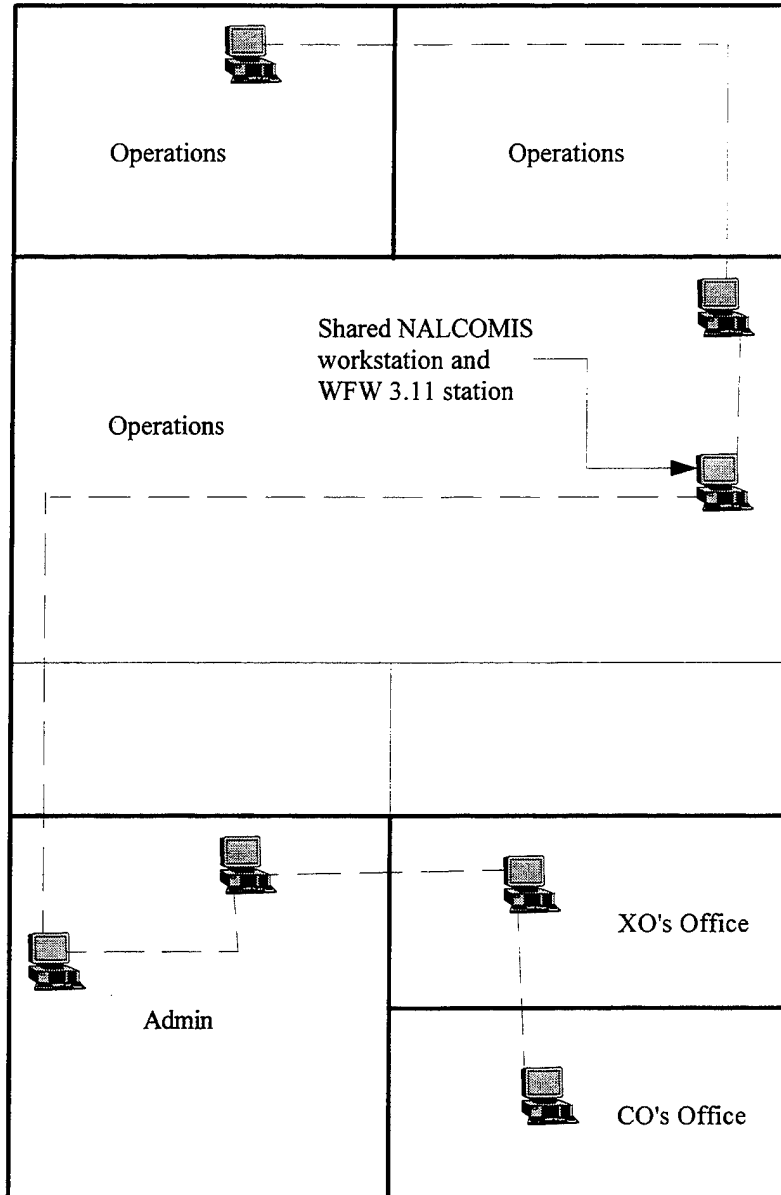 Operations
Operations
Shared NALCOMIS
workstation and
WFW 3.11 station
Operations
XO's Office
Admin
CO's Office